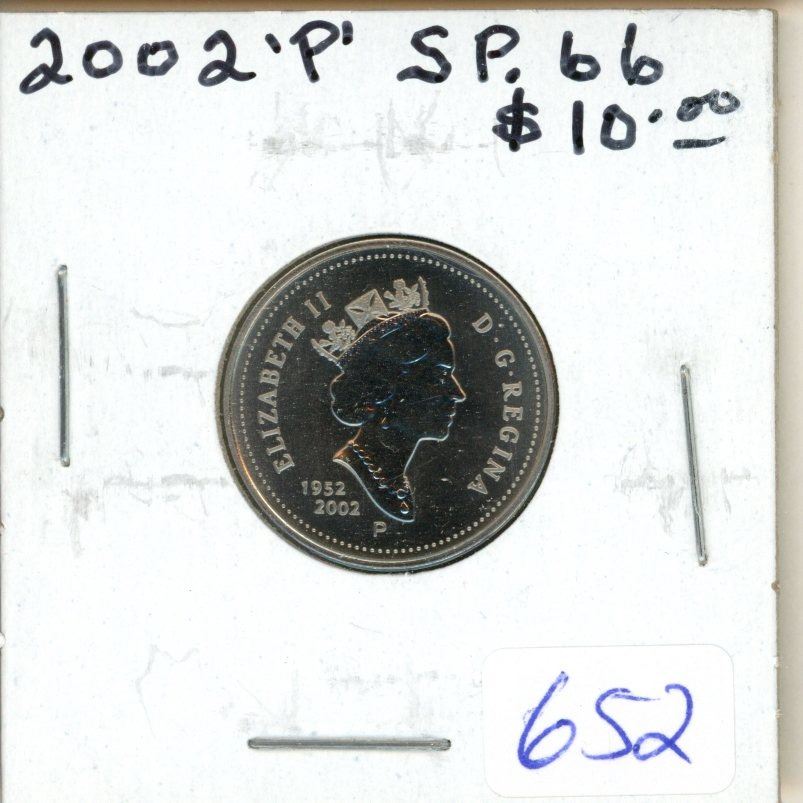 2002 'P' SP. 66
$10.00
ELIZABETH II
D·G·REGINA
1952
2002
P
652